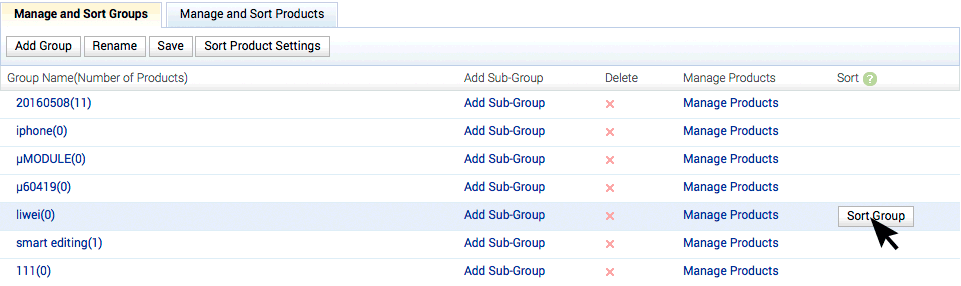 Manage and Sort Groups Manage and Sort Products
Add Group Rename Save Sort Product Settings
Group Name(Number of Products) Add Sub-Group Delete Manage Products Sort ?
20160508(11) Add Sub-Group × Manage Products
iphone(0) Add Sub-Group × Manage Products
µMODULE(0) Add Sub-Group × Manage Products
µ60419(0) Add Sub-Group × Manage Products
liwei(0) Add Sub-Group × Manage Products Sort Group
smart editing(1) Add Sub-Group × Manage Products
111(0) Add Sub-Group × Manage Products